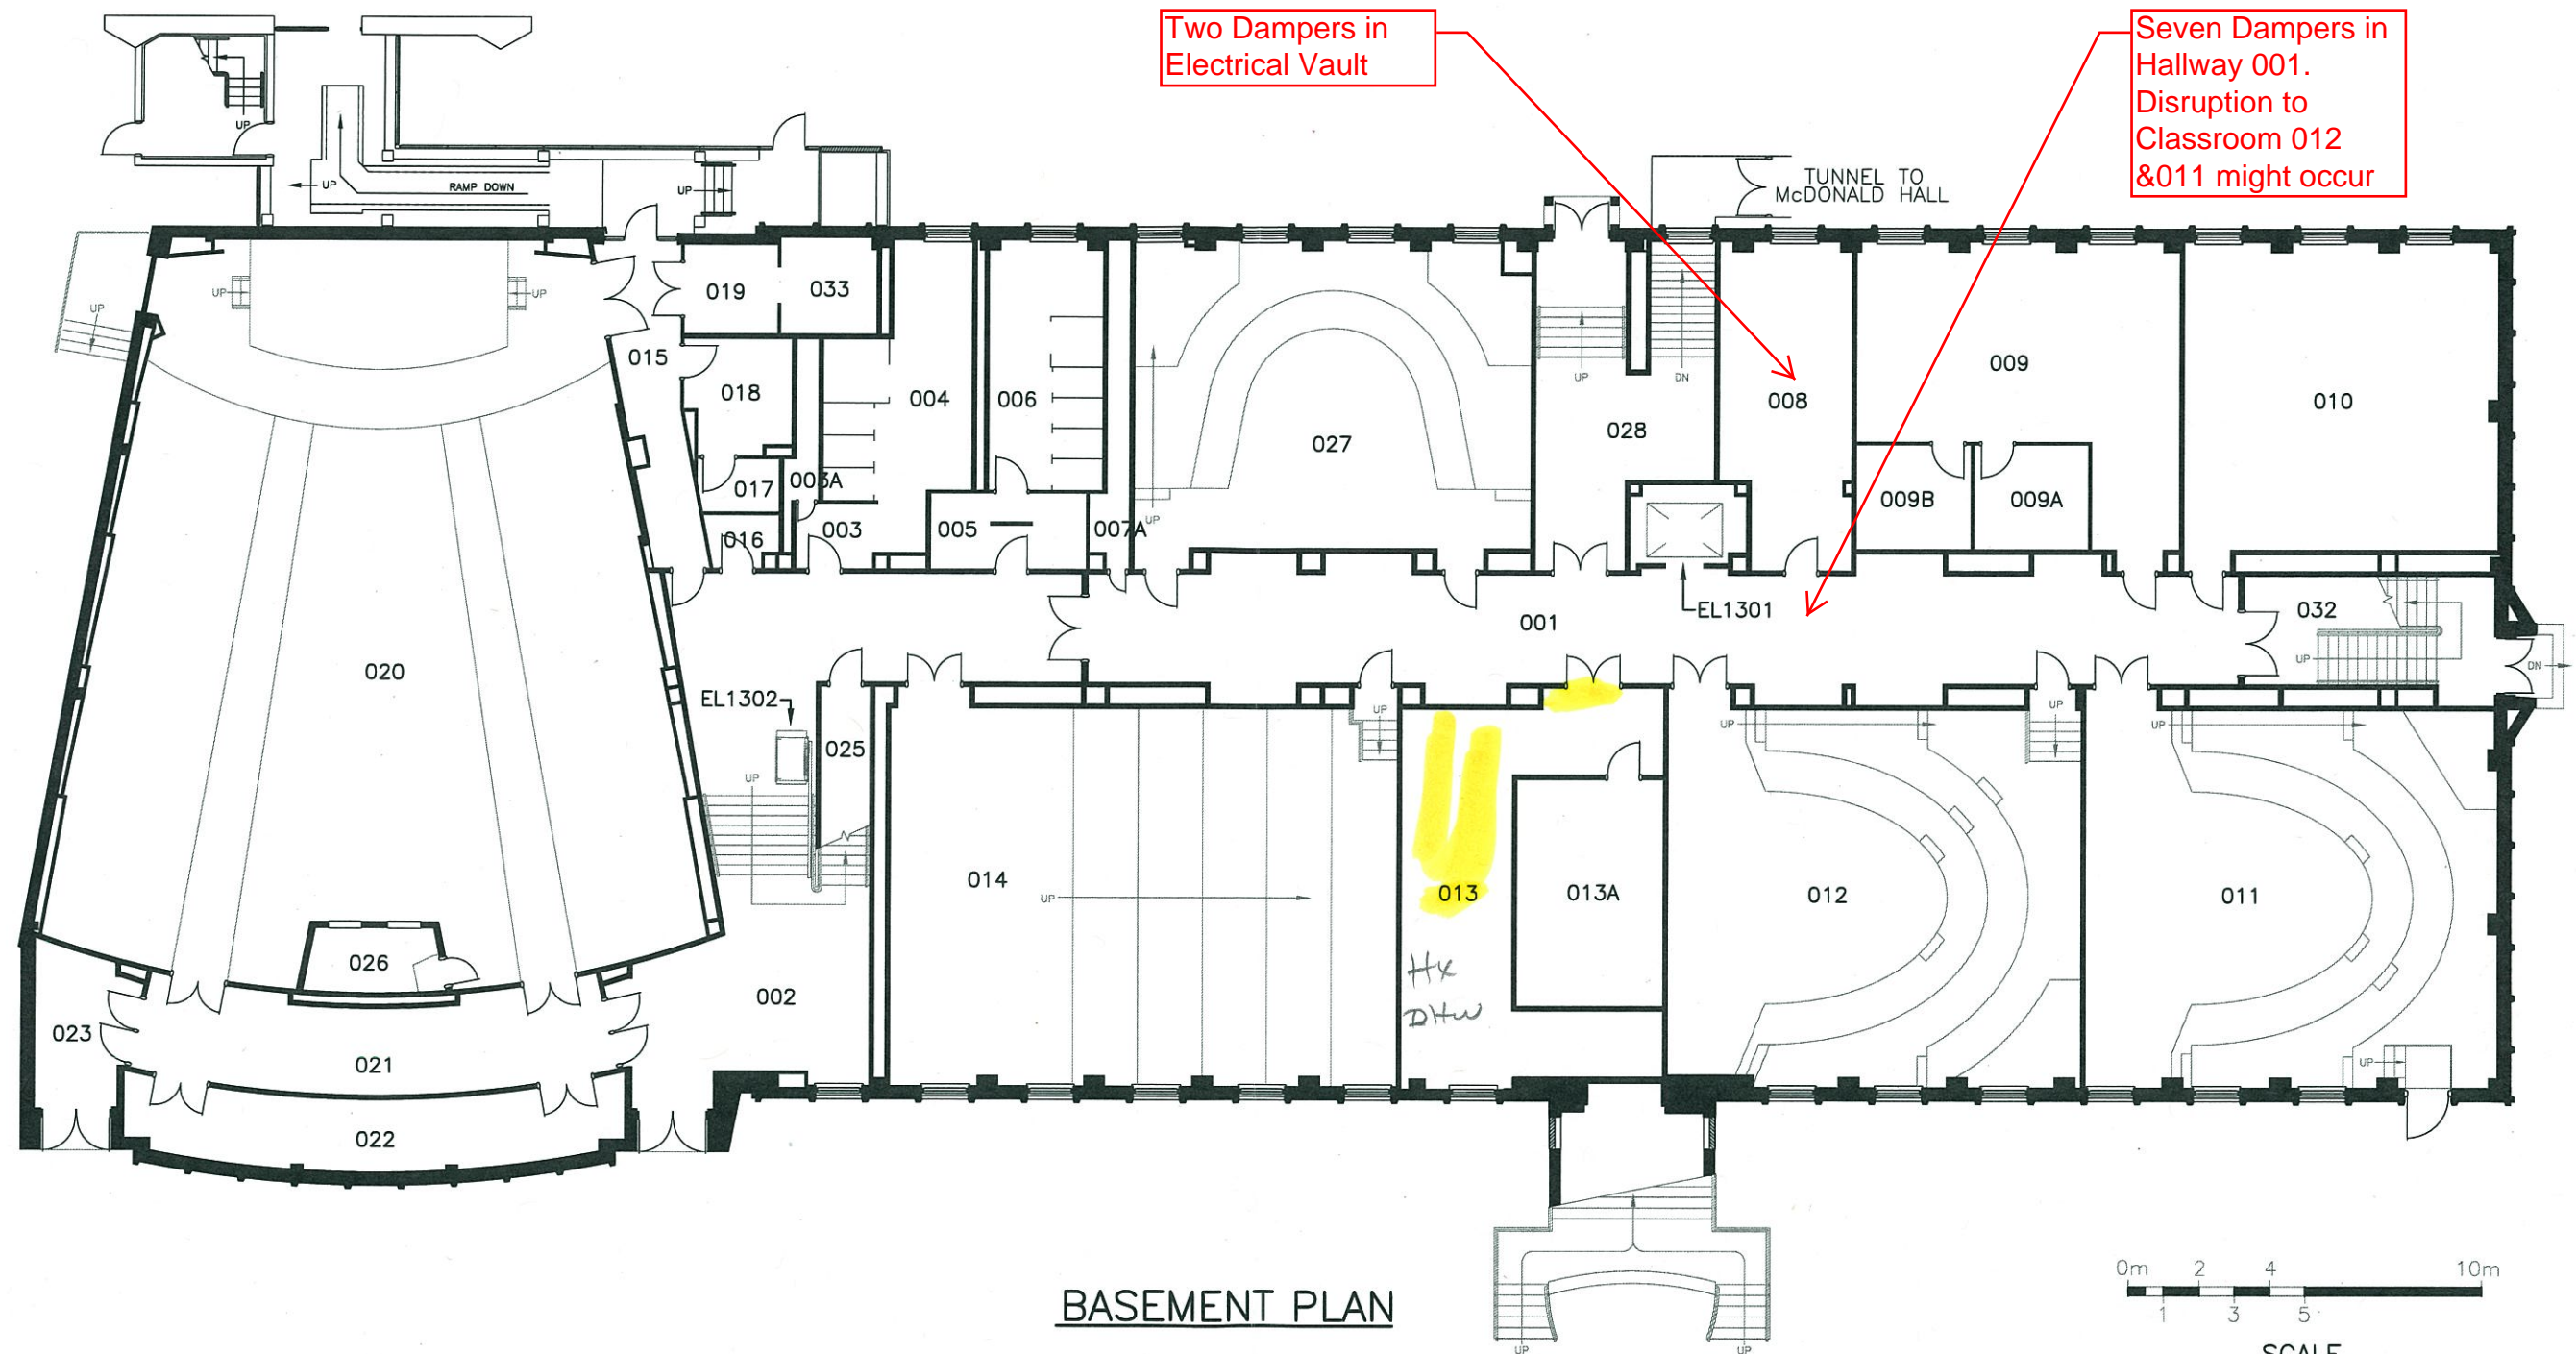 Two Dampers in
Electrical Vault
Seven Dampers in
Hallway 001.
Disruption to
Classroom 012
&011 might occur
UP
UP
RAMP DOWN
UP
TUNNEL TO
McDONALD HALL
UP
UP
UP
019
033
015
018
004
006
UP
027
UP
028
DN
008
009
010
017
003A
016
003
005
007A
UP
009B
009A
EL1301
001
032
UP
DN
020
EL1302
025
UP
UP
014
UP
013
013A
UP
UP
012
UP
011
UP
Hx
DHW
026
002
023
021
022
UP
UP
BASEMENT PLAN
0m 2 4 10m
1 3 5
SCALE